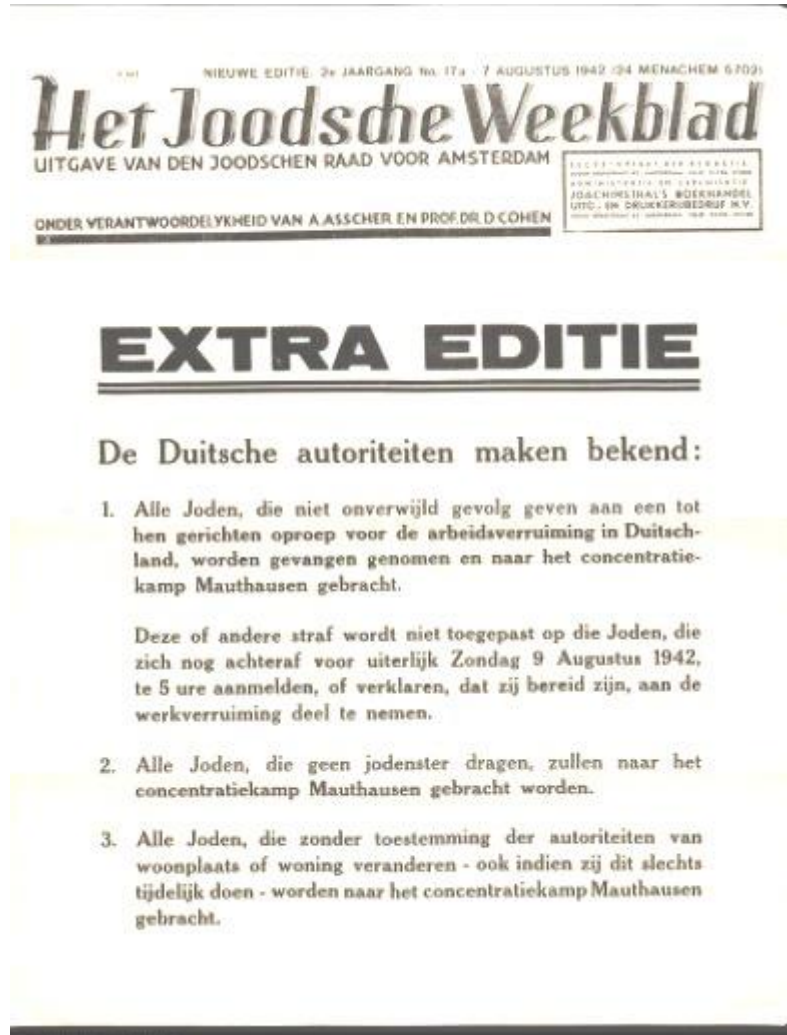 NIEUWE EDITIE. 2e JAARGANG No. 17a - 7 AUGUSTUS 1942 (24 MENACHEM 5702)
Het Joodsche Weekblad
UITGAVE VAN DEN JOODSCHEN RAAD VOOR AMSTERDAM
JOACHIMSTHAL'S BOEKHANDEL
UITG.- EN DRUKKERIJBEDRIJF N.V.
ONDER VERANTWOORDELYKHEID VAN A. ASSCHER EN PROF. DR. D COHEN
EXTRA EDITIE
De Duitsche autoriteiten maken bekend:
1. Alle Joden, die niet onverwijld gevolg geven aan een tot
hen gerichten oproep voor de arbeidsverruiming in Duitsch-
land, worden gevangen genomen en naar het concentratie-
kamp Mauthausen gebracht.
Deze of andere straf wordt niet toegepast op die Joden, die
zich nog achteraf voor uiterlijk Zondag 9 Augustus 1942,
te 5 ure aanmelden, of verklaren, dat zij bereid zijn, aan de
werkverruiming deel te nemen.
2. Alle Joden, die geen jodenster dragen, zullen naar het
concentratiekamp Mauthausen gebracht worden.
3. Alle Joden, die zonder toestemming der autoriteiten van
woonplaats of woning veranderen - ook indien zij dit slechts
tijdelijk doen - worden naar het concentratiekamp Mauthausen
gebracht.